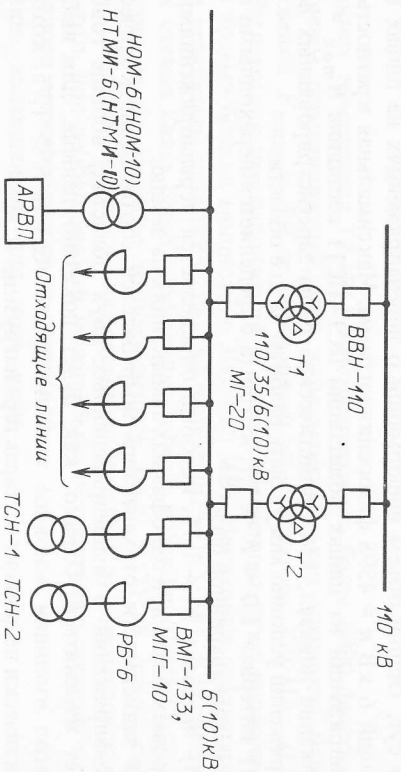 110 кВ
ВВН-110
Т1
Т2
110/35/6(10)кВ
МГ-20
6(10)кВ
НОМ-6(НОМ-10)
НТМИ-6(НТМИ-10)
АРВП
Отходящие линии
ВМГ-133,
МГГ-10
РБ-6
ТСН-1
ТСН-2